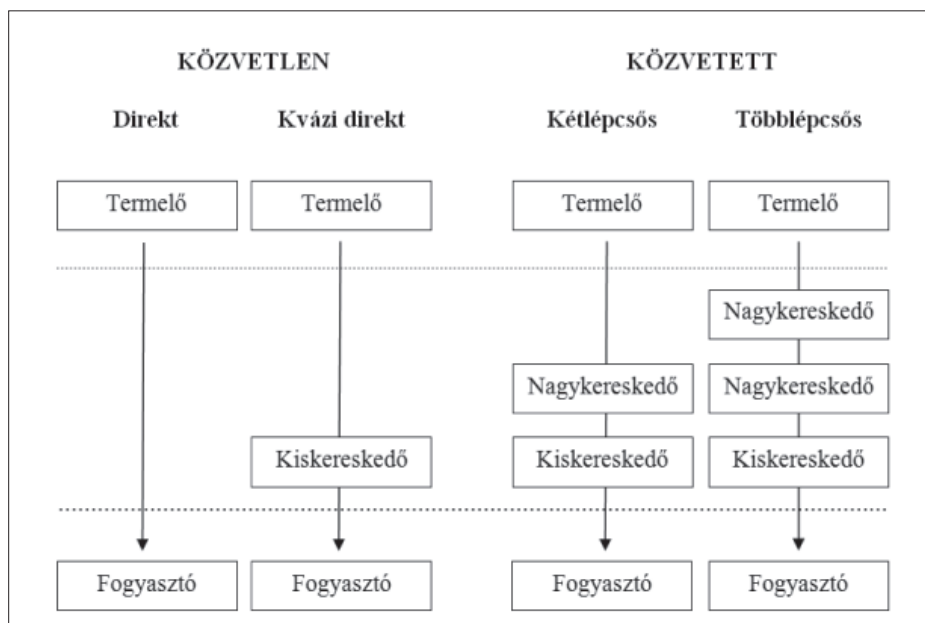 KÖZVETLEN KÖZVETETT
Direkt Kvázi direkt Kétlépcsős Többlépcsős
Termelő Termelő Termelő Termelő
Nagykereskedő
Nagykereskedő Nagykereskedő
Kiskereskedő Kiskereskedő Kiskereskedő
Fogyasztó Fogyasztó Fogyasztó Fogyasztó